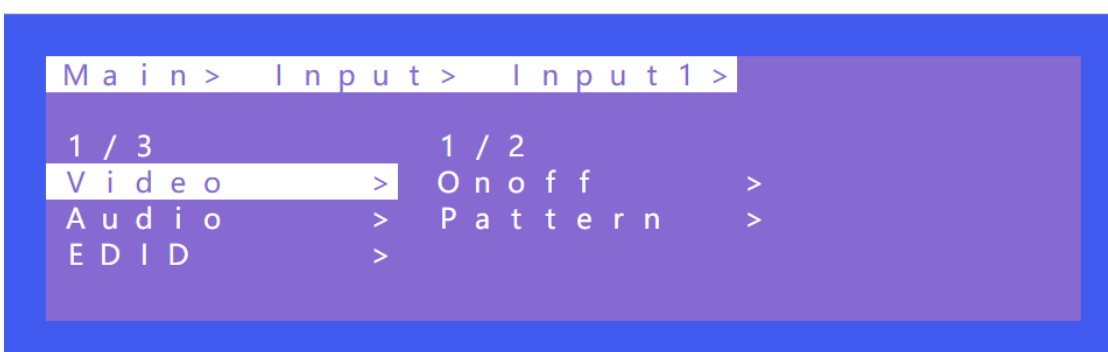 Main> Input> Input1>
1/3 1/2
Video > Onoff >
Audio > Pattern >
EDID >